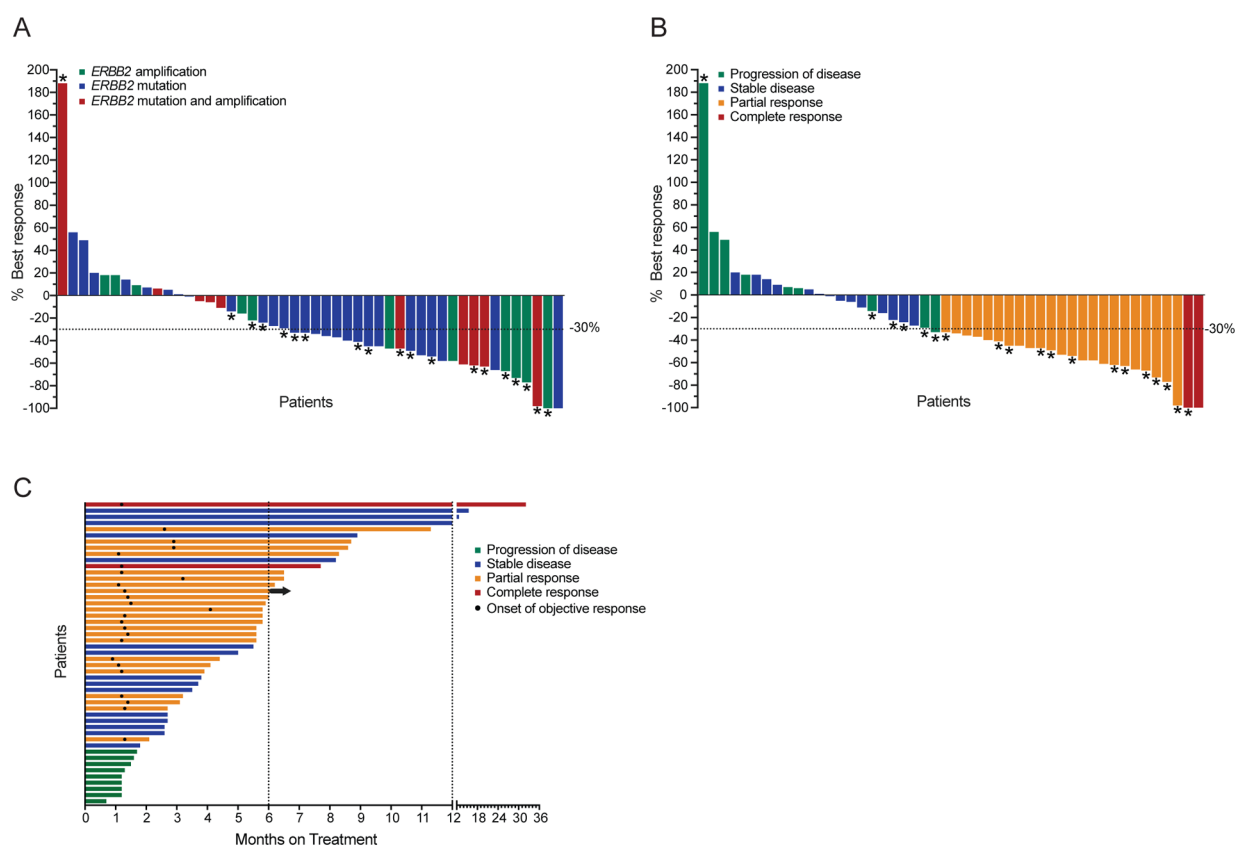 A
ERBB2 amplification
ERBB2 mutation
ERBB2 mutation and amplification
% Best response
200
180
160
140
120
100
80
60
40
20
0
-20
-40
-60
-80
-100
-30%
Patients
B
Progression of disease
Stable disease
Partial response
Complete response
% Best response
200
180
160
140
120
100
80
60
40
20
0
-20
-40
-60
-80
-100
-30%
Patients
C
Progression of disease
Stable disease
Partial response
Complete response
Onset of objective response
Patients
0 1 2 3 4 5 6 7 8 9 10 11 12 18 24 30 36
Months on Treatment